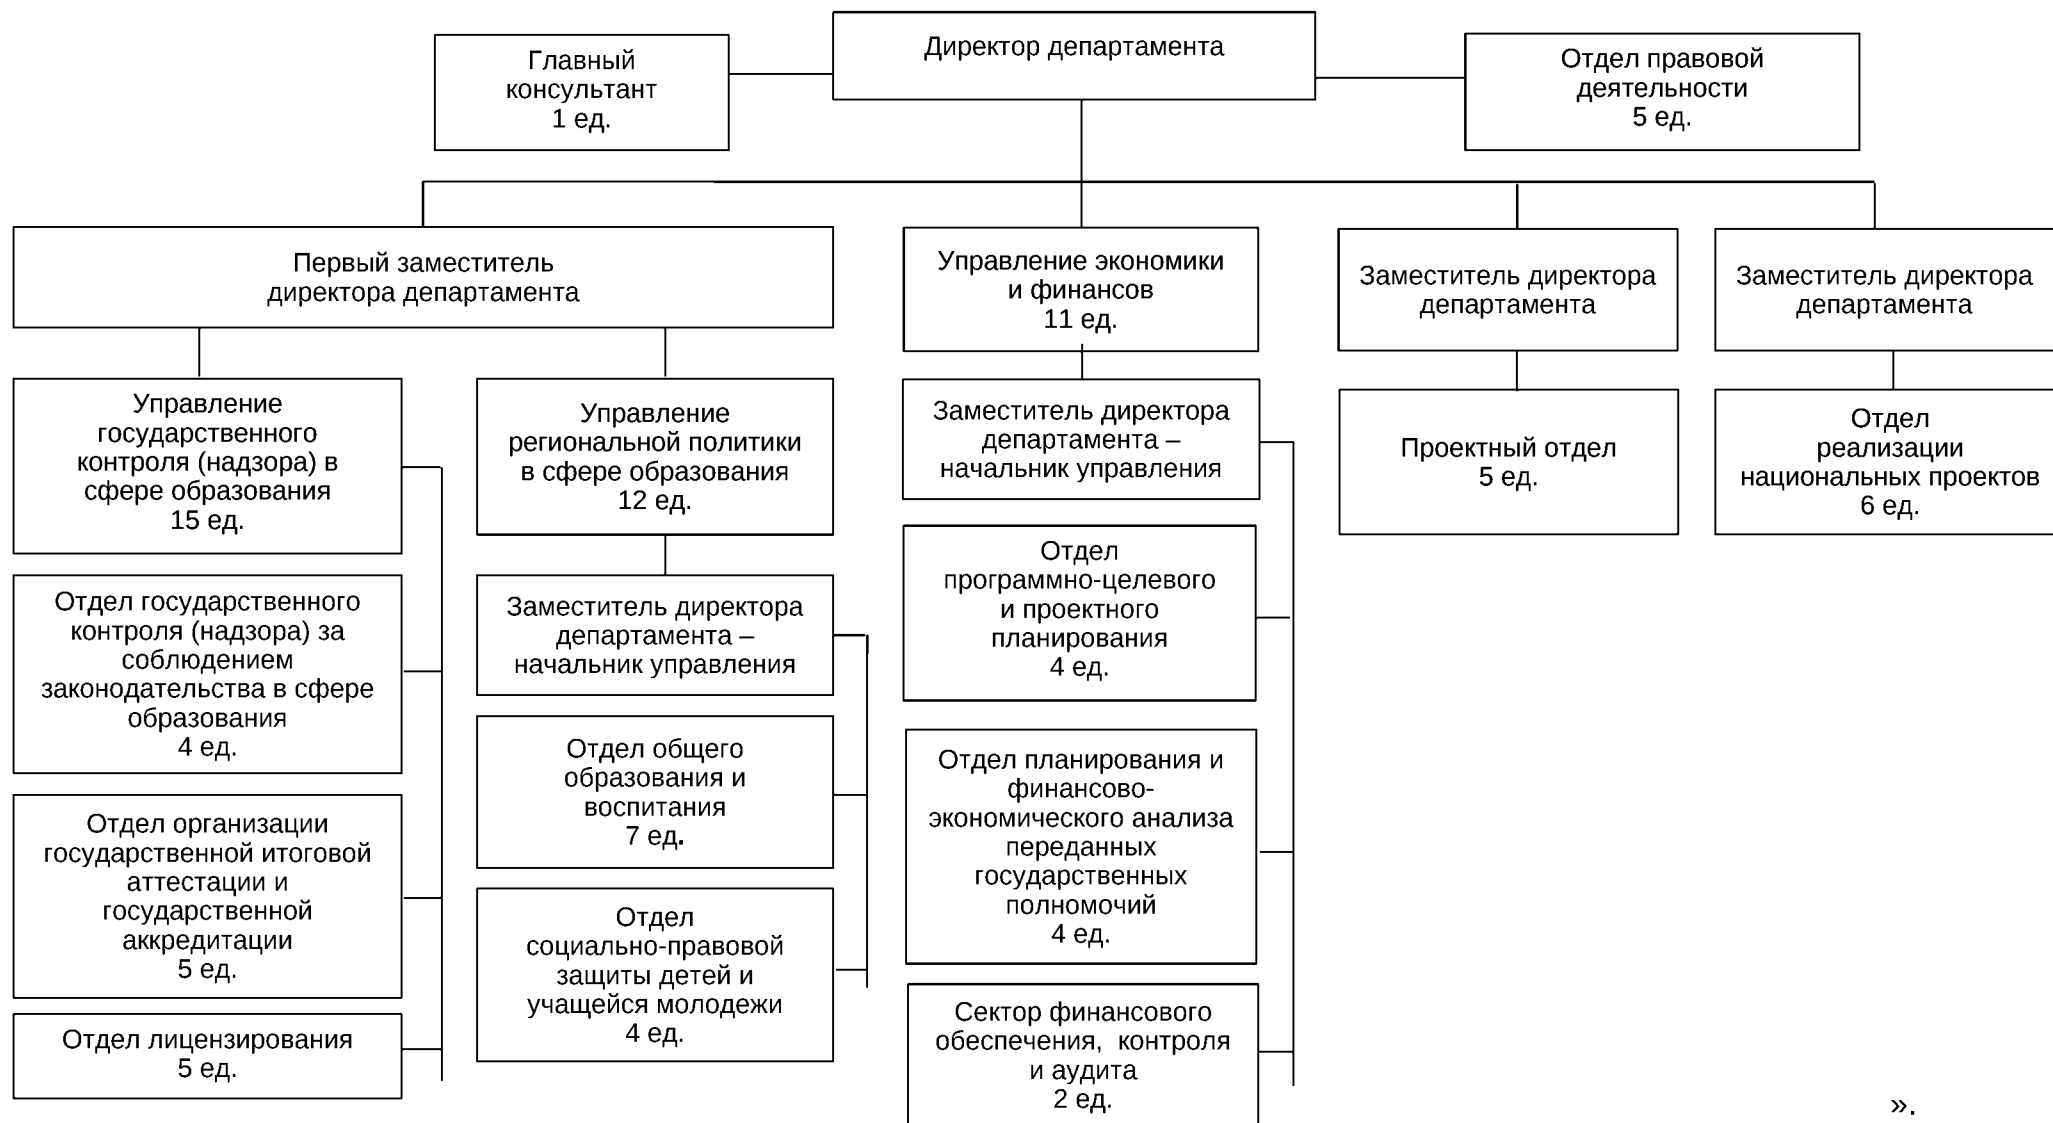 Директор департамента
Главный
консультант
1 ед.
Отдел правовой
деятельности
5 ед.
Первый заместитель
директора департамента
Управление экономики
и финансов
11 ед.
Заместитель директора
департамента
Заместитель директора
департамента
Управление
государственного
контроля (надзора) в
сфере образования
15 ед.
Отдел государственного
контроля (надзора) за
соблюдением
законодательства в сфере
образования
4 ед.
Отдел организации
государственной итоговой
аттестации и
государственной
аккредитации
5 ед.
Отдел лицензирования
5 ед.
Управление
региональной политики
в сфере образования
12 ед.
Заместитель директора
департамента –
начальник управления
Отдел общего
образования и
воспитания
7 ед.
Отдел
социально-правовой
защиты детей и
учащейся молодежи
4 ед.
Заместитель директора
департамента –
начальник управления
Отдел
программно-целевого
и проектного
планирования
4 ед.
Отдел планирования и
финансово-
экономического анализа
переданных
государственных
полномочий
4 ед.
Сектор финансового
обеспечения, контроля
и аудита
2 ед.
Проектный отдел
5 ед.
Отдел
реализации
национальных проектов
6 ед.
».